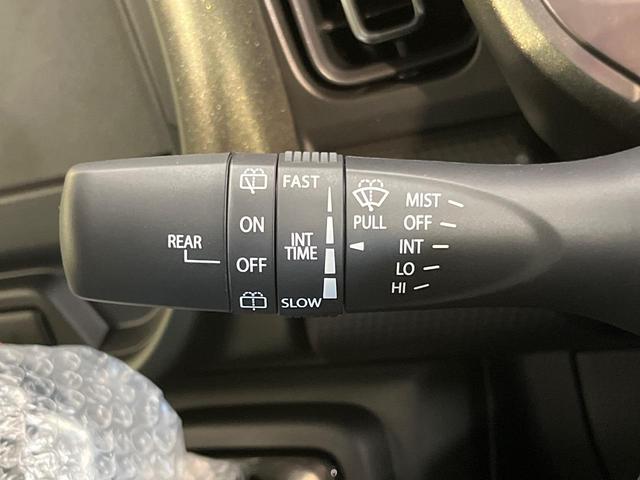 REAR
ON
OFF
FAST
INT
TIME
SLOW
PULL
MIST
OFF
INT
LO
HI